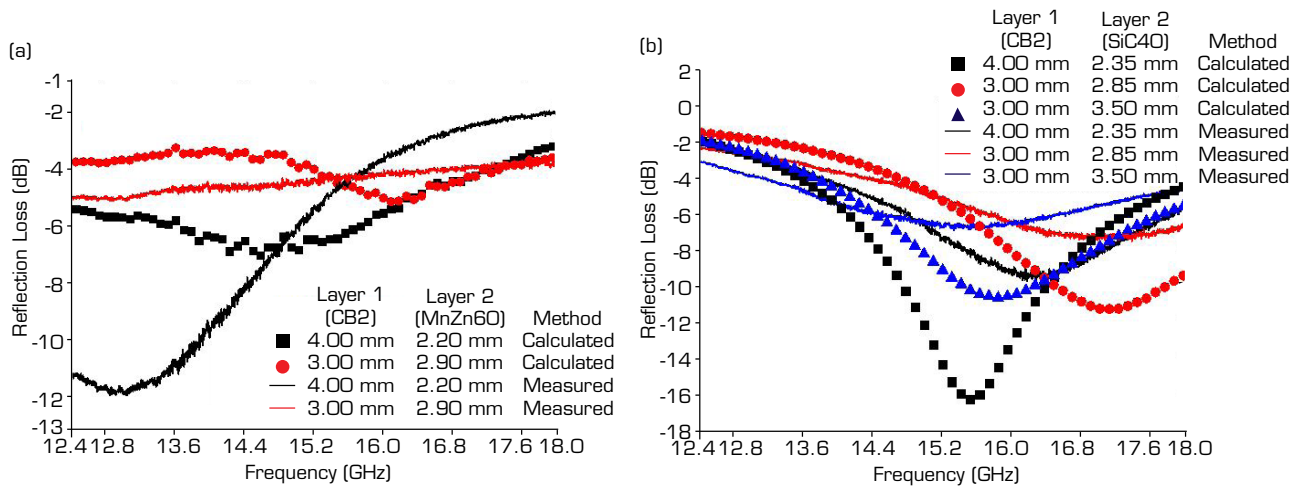 (a)
Reflection Loss (dB)
-1
-2
-4
-6
-8
-10
-12
-13
12.4 12.8 13.6 14.4 15.2 16.0 16.8 17.6 18.0
Frequency (GHz)
Layer 1 Layer 2
(CB2) (MnZn60) Method
4.00 mm 2.20 mm Calculated
3.00 mm 2.90 mm Calculated
4.00 mm 2.20 mm Measured
3.00 mm 2.90 mm Measured
(b)
Layer 1 Layer 2
(CB2) (SiC40) Method
4.00 mm 2.35 mm Calculated
3.00 mm 2.85 mm Calculated
3.00 mm 3.50 mm Calculated
4.00 mm 2.35 mm Measured
3.00 mm 2.85 mm Measured
3.00 mm 3.50 mm Measured
Reflection Loss (dB)
2
0
-2
-4
-6
-8
-10
-12
-14
-16
-18
12.4 12.8 13.6 14.4 15.2 16.0 16.8 17.6 18.0
Frequency (GHz)